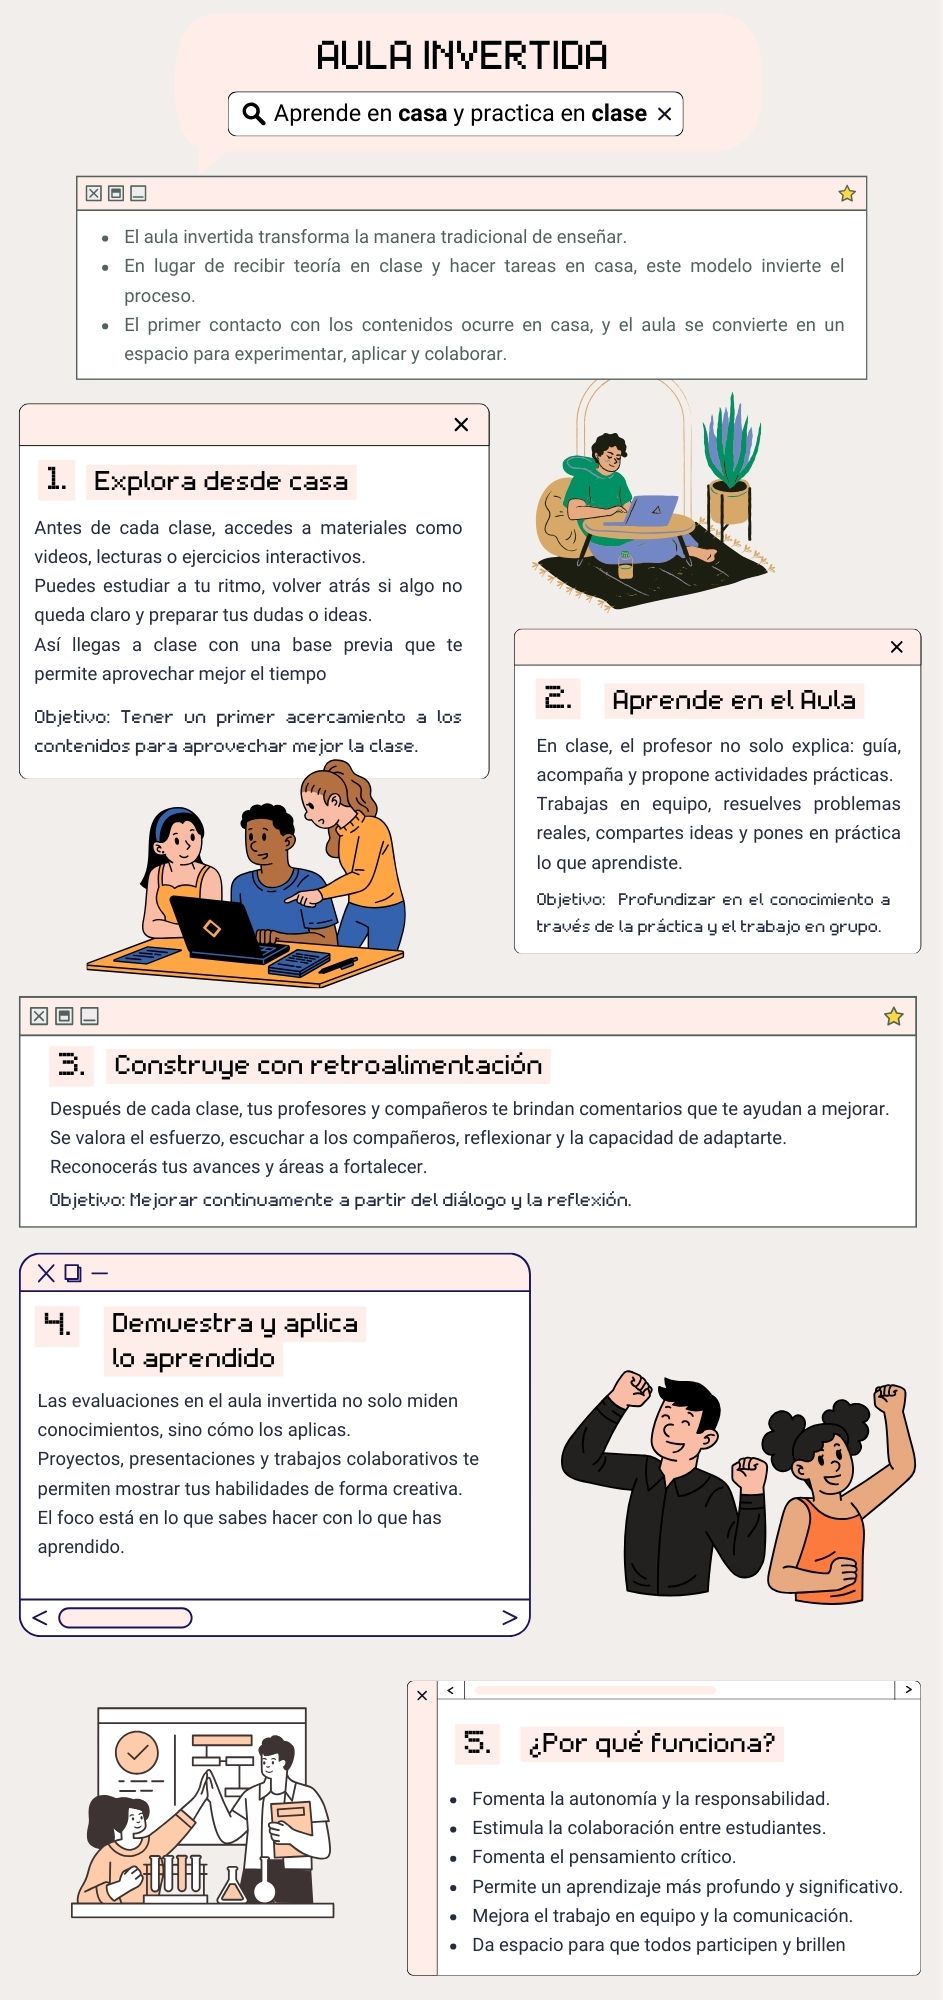 AULA INVERTIDA
Aprende en casa y practica en clase
El aula invertida transforma la manera tradicional de enseñar.
En lugar de recibir teoría en clase y hacer tareas en casa, este modelo invierte el
proceso.
El primer contacto con los contenidos ocurre en casa, y el aula se convierte en un
espacio para experimentar, aplicar y colaborar.
1. Explora desde casa
Antes de cada clase, accedes a materiales como
videos, lecturas o ejercicios interactivos.
Puedes estudiar a tu ritmo, volver atrás si algo no
queda claro y preparar tus dudas o ideas.
Así llegas a clase con una base previa que te
permite aprovechar mejor el tiempo
Objetivo: Tener un primer acercamiento a los
contenidos para aprovechar mejor la clase.
2. Aprende en el Aula
En clase, el profesor no solo explica: guía,
acompaña y propone actividades prácticas.
Trabajas en equipo, resuelves problemas
reales, compartes ideas y pones en práctica
lo que aprendiste.
Objetivo: Profundizar en el conocimiento a
través de la práctica y el trabajo en grupo.
3. Construye con retroalimentación
Después de cada clase, tus profesores y compañeros te brindan comentarios que te ayudan a mejorar.
Se valora el esfuerzo, escuchar a los compañeros, reflexionar y la capacidad de adaptarte.
Reconocerás tus avances y áreas a fortalecer.
Objetivo: Mejorar continuamente a partir del diálogo y la reflexión.
4. Demuestra y aplica
lo aprendido
Las evaluaciones en el aula invertida no solo miden
conocimientos, sino cómo los aplicas.
Proyectos, presentaciones y trabajos colaborativos te
permiten mostrar tus habilidades de forma creativa.
El foco está en lo que sabes hacer con lo que has
aprendido.
5. ¿Por qué funciona?
Fomenta la autonomía y la responsabilidad.
Estimula la colaboración entre estudiantes.
Fomenta el pensamiento crítico.
Permite un aprendizaje más profundo y significativo.
Mejora el trabajo en equipo y la comunicación.
Da espacio para que todos participen y brillen